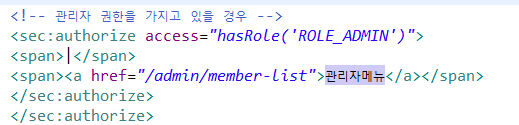 <!-- 관리자 권한을 가지고 있을 경우 -->
<sec:authorize access="hasRole('ROLE_ADMIN')">
<span>|</span>
<span><a href="/admin/member-list">관리자메뉴</a></span>
</sec:authorize>
</sec:authorize>